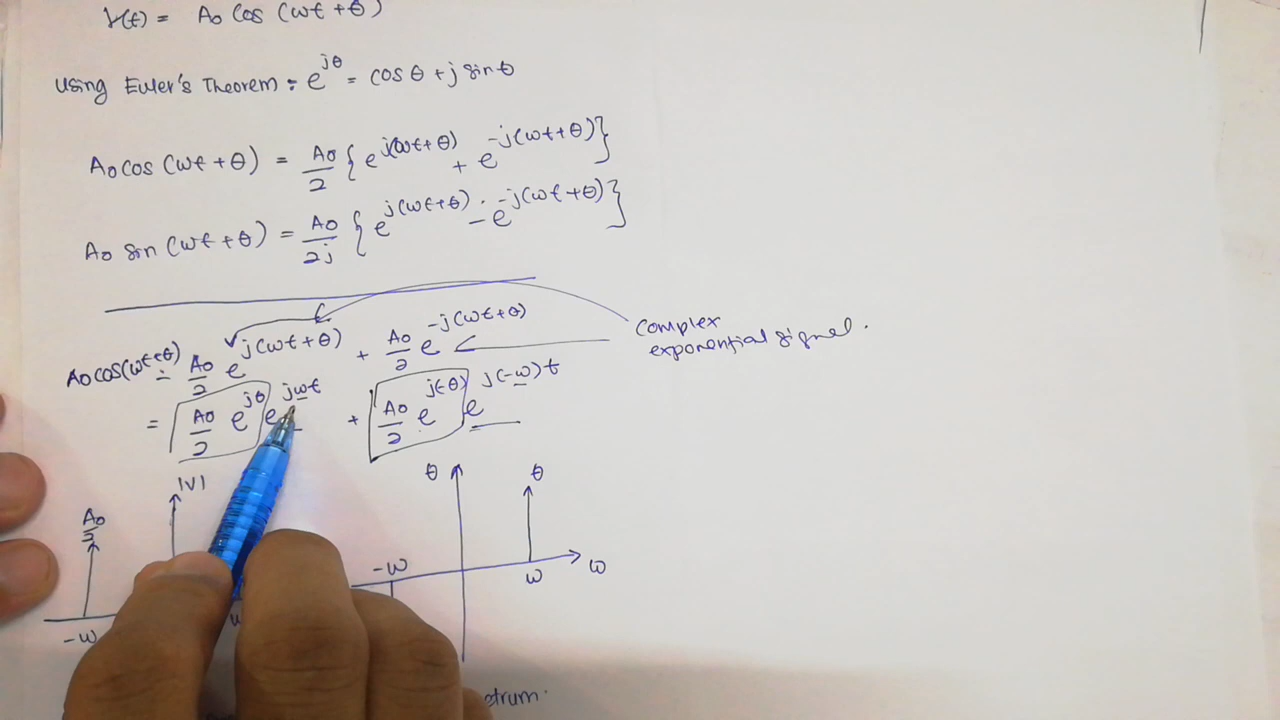 V(t) = A0 cos (ωt + θ)
Using Euler's Theorem : e^{jθ} = cos θ + j sin θ
A0 cos (ωt + θ) = A0/2 { e^{j(ωt+θ)} + e^{-j(ωt+θ)} }
A0 sin (ωt + θ) = A0/2j { e^{j(ωt+θ)} - e^{-j(ωt+θ)} }
complex
exponential signal.
A0 cos(ωt+θ) = A0/2 e^{j(ωt+θ)} + A0/2 e^{-j(ωt+θ)}
= A0/2 e^{jθ} e^{jωt} + A0/2 e^{j(-θ)} e^{j(-ω)t}
|V|
A0/2
-ω
θ
θ
-ω
ω
ω
trum.